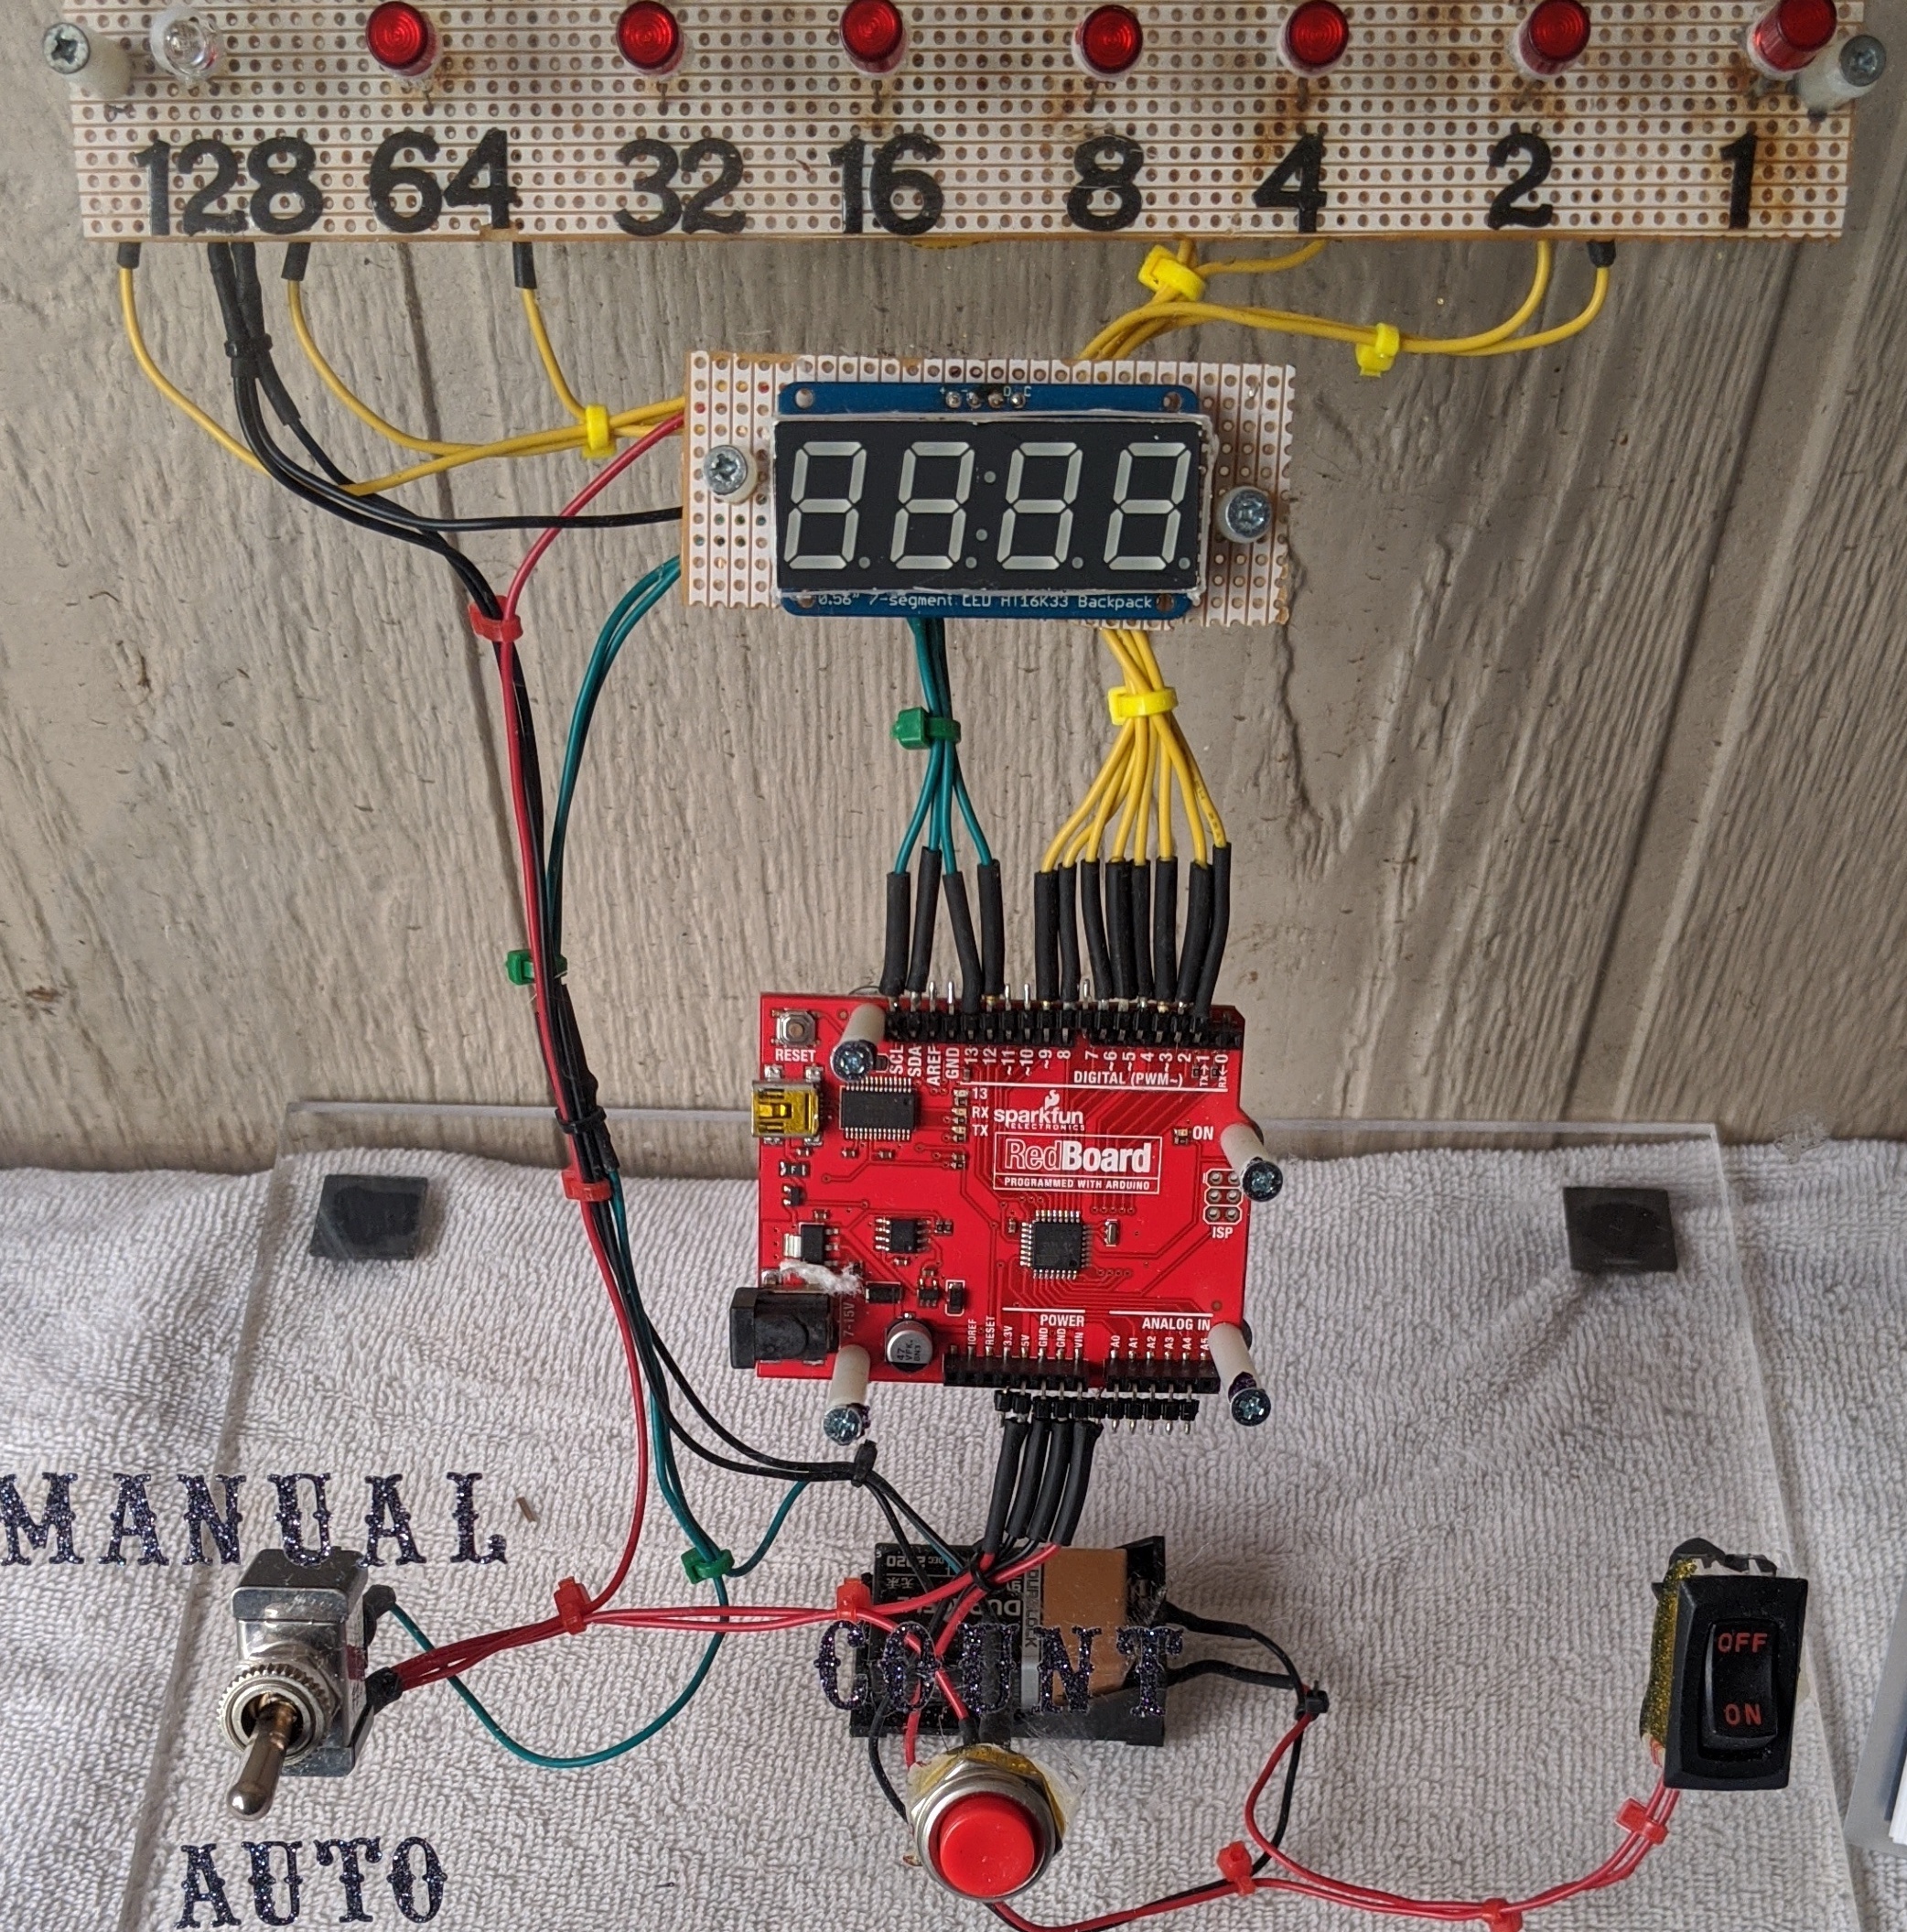 128 64 32 16 8 4 2 1
0.56" 7-segment LED HT16K33 Backpack
RESET
SCL
SDA
AREF
GND
13
12
~11
~10
~9
8
7
~6
~5
4
~3
2
TX→1
RX←0
DIGITAL (PWM~)
13
RX
TX
sparkfun
ELECTRONICS
ON
RedBoard
PROGRAMMED WITH ARDUINO
ISP
7-15V
POWER
ANALOG IN
IOREF
RESET
3.3V
5V
GND
GND
VIN
A0
A1
A2
A3
A4
A5
MANUAL
DEC 2020
COUNT
OFF
ON
AUTO